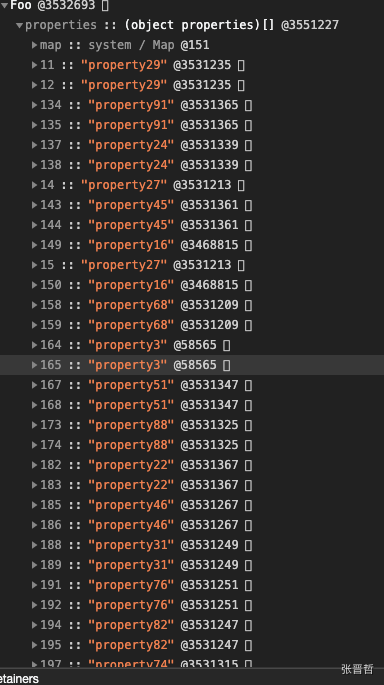 Foo @3532693
properties :: (object properties)[] @3551227
map :: system / Map @151
11 :: "property29" @3531235
12 :: "property29" @3531235
134 :: "property91" @3531365
135 :: "property91" @3531365
137 :: "property24" @3531339
138 :: "property24" @3531339
14 :: "property27" @3531213
143 :: "property45" @3531361
144 :: "property45" @3531361
149 :: "property16" @3468815
15 :: "property27" @3531213
150 :: "property16" @3468815
158 :: "property68" @3531209
159 :: "property68" @3531209
164 :: "property3" @58565
165 :: "property3" @58565
167 :: "property51" @3531347
168 :: "property51" @3531347
173 :: "property88" @3531325
174 :: "property88" @3531325
182 :: "property22" @3531367
183 :: "property22" @3531367
185 :: "property46" @3531267
186 :: "property46" @3531267
188 :: "property31" @3531249
189 :: "property31" @3531249
191 :: "property76" @3531251
192 :: "property76" @3531251
194 :: "property82" @3531247
195 :: "property82" @3531247
197 :: "property74" @3531315
etainers
张晋哲